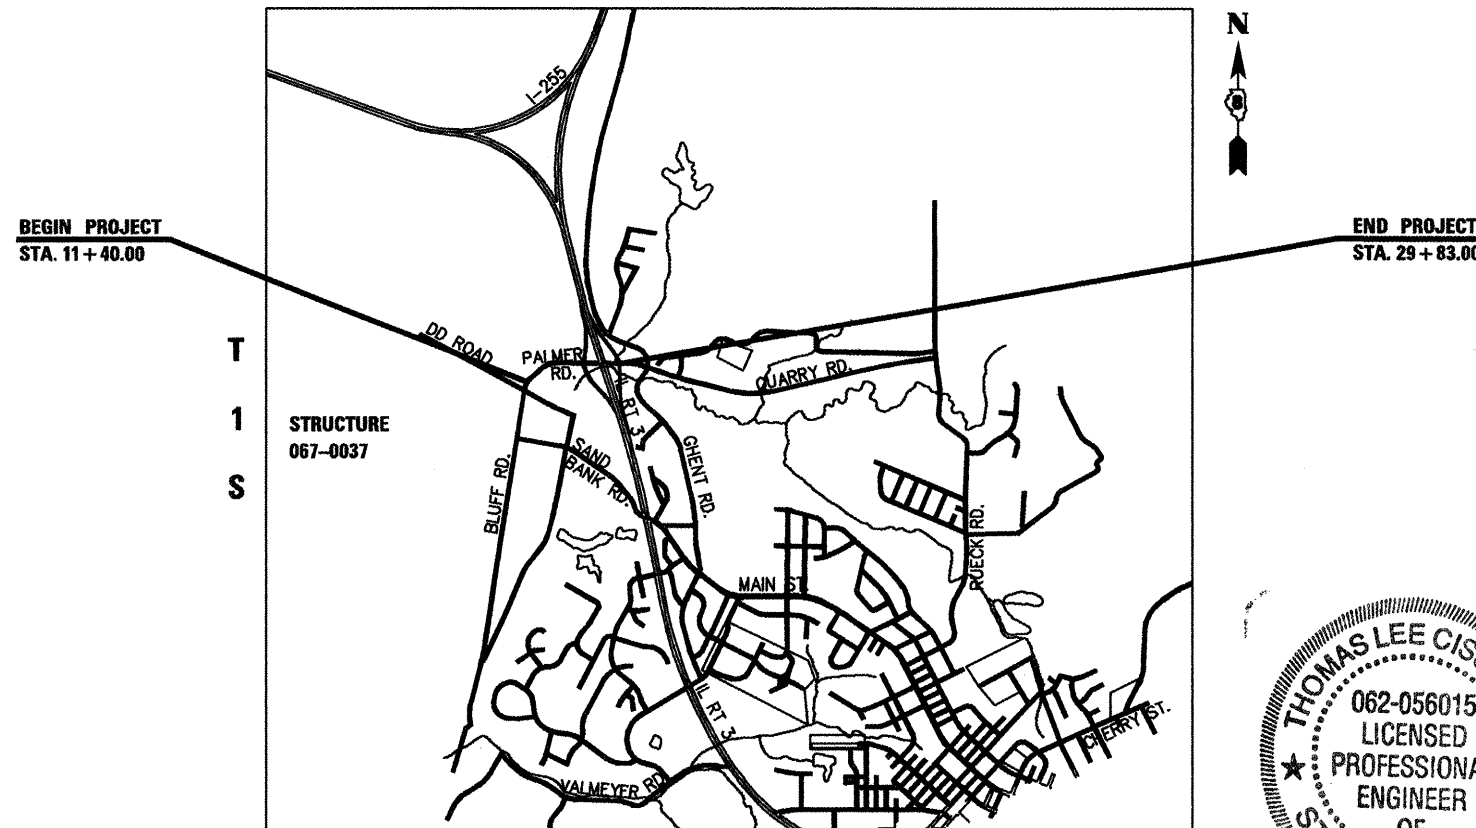 N
I-255
BEGIN PROJECT
STA. 11+40.00
END PROJECT
STA. 29+83.00
T
1
S
DD ROAD
PALMER
RD.
QUARRY RD.
STRUCTURE
067-0037
IL RT 3
GHENT RD.
SAND
BANK RD.
BLUFF RD.
RUECK RD.
MAIN ST.
IL RT 3
CHERRY ST.
VALMEYER RD.
THOMAS LEE
062-056015
LICENSED
PROFESSIONA
ENGINEER
OF